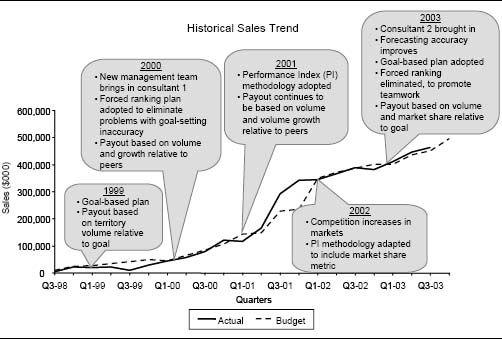 Historical Sales Trend
2003
• Consultant 2 brought in
• Forecasting accuracy
improves
• Goal-based plan adopted
• Forced ranking
eliminated, to promote
teamwork
• Payout based on volume
and market share relative
to goal
2001
• Performance Index (PI)
methodology adopted
• Payout continues to
be based on volume
and volume growth
relative to peers
2000
• New management team
brings in consultant 1
• Forced ranking plan
adopted to eliminate
problems with goal-setting
inaccuracy
• Payout based on volume
and growth relative to
peers
1999
• Goal-based plan
• Payout based
on territory
volume relative
to goal
2002
• Competition increases in
markets
• PI methodology adapted
to include market share
metric
Sales ($000)
600,000
500,000
400,000
300,000
200,000
100,000
0
Q3-98 Q1-99 Q3-99 Q1-00 Q3-00 Q1-01 Q3-01 Q1-02 Q3-02 Q1-03 Q3-03
Quarters
Actual Budget